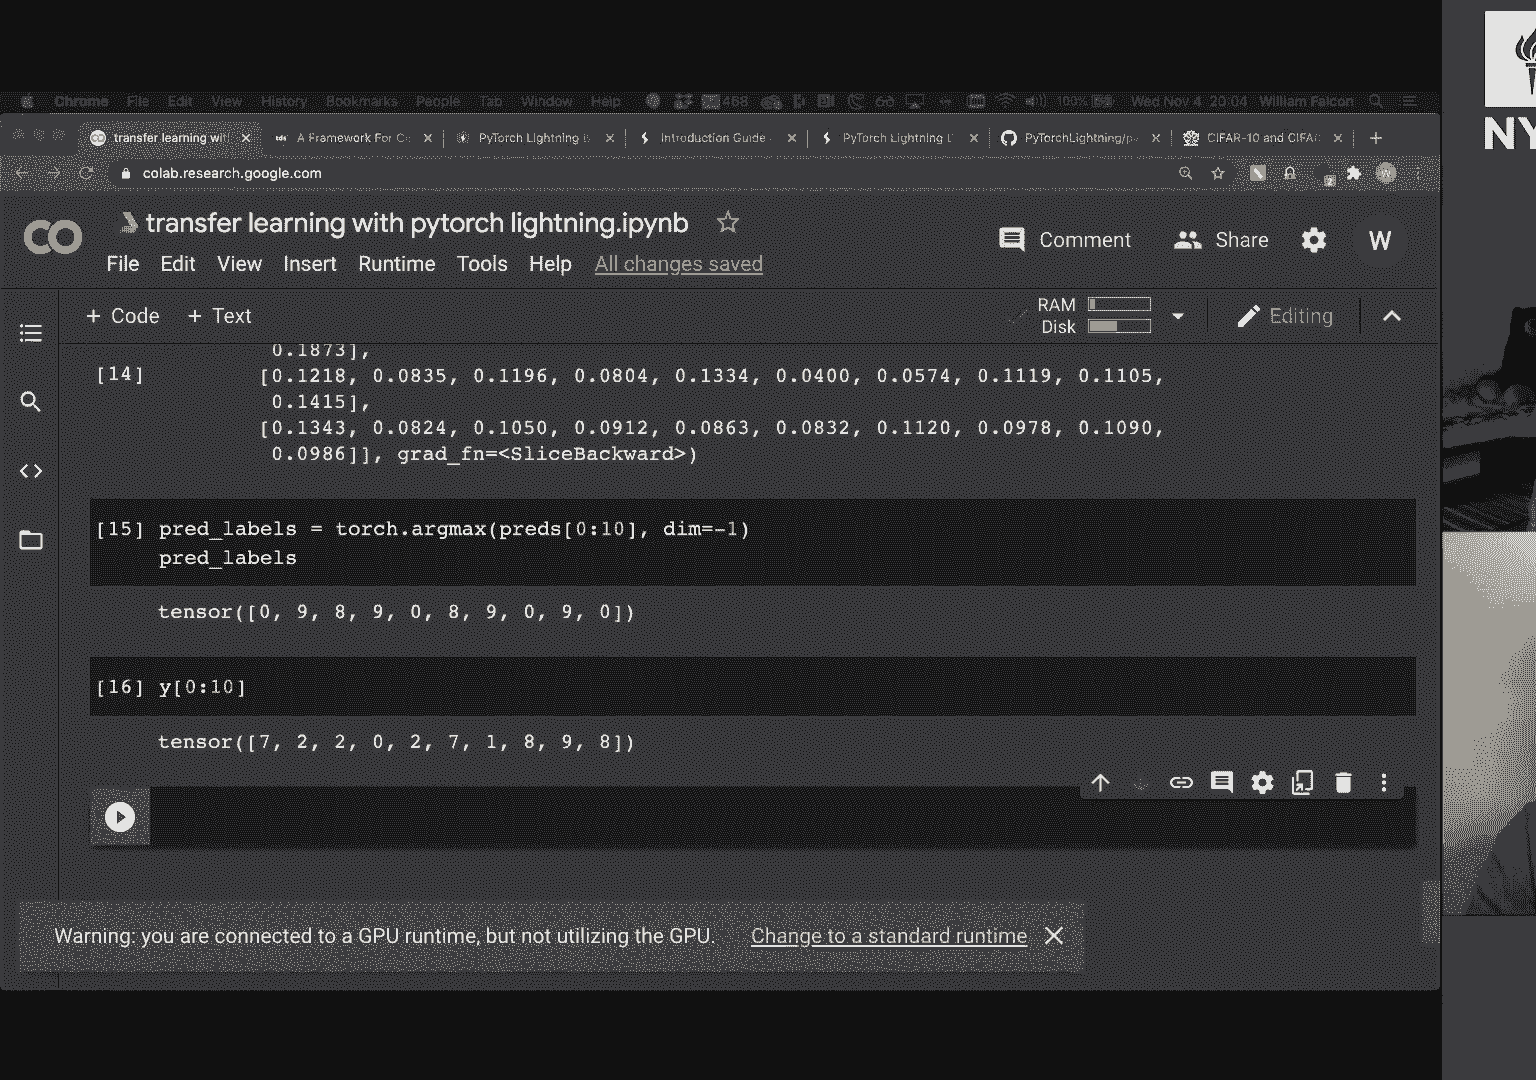 Chrome File Edit View History Bookmarks People Tab Window Help 468 100% Wed Nov 4 20:04 William Falcon
transfer learning wit A Framework For C PyTorch Lightning Introduction Guide PyTorch Lightning PyTorchLightning/p CIFAR-10 and CIFA
colab.research.google.com
NY
transfer learning with pytorch lightning.ipynb
Comment Share W
File Edit View Insert Runtime Tools Help All changes saved
+ Code + Text RAM Disk Editing
0.1873],
[14] [0.1218, 0.0835, 0.1196, 0.0804, 0.1334, 0.0400, 0.0574, 0.1119, 0.1105,
0.1415],
[0.1343, 0.0824, 0.1050, 0.0912, 0.0863, 0.0832, 0.1120, 0.0978, 0.1090,
0.0986]], grad_fn=<SliceBackward>)
[15] pred_labels = torch.argmax(preds[0:10], dim=-1)
pred_labels
tensor([0, 9, 8, 9, 0, 8, 9, 0, 9, 0])
[16] y[0:10]
tensor([7, 2, 2, 0, 2, 7, 1, 8, 9, 8])
Warning: you are connected to a GPU runtime, but not utilizing the GPU. Change to a standard runtime